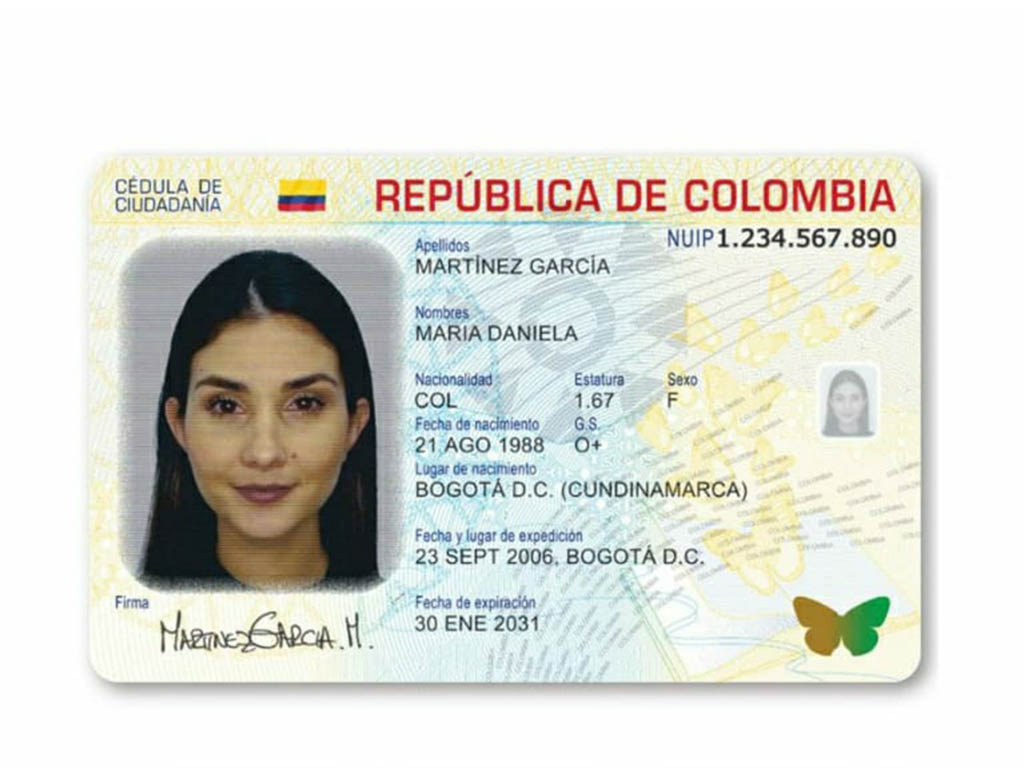 CÉDULA DE
CIUDADANÍA
REPÚBLICA DE COLOMBIA
NUIP 1.234.567.890
Apellidos
MARTÍNEZ GARCÍA
Nombres
MARIA DANIELA
Nacionalidad Estatura Sexo
COL 1.67 F
Fecha de nacimiento G.S.
21 AGO 1988 O+
Lugar de nacimiento
BOGOTÁ D.C. (CUNDINAMARCA)
Fecha y lugar de expedición
23 SEPT 2006, BOGOTÁ D.C.
Fecha de expiración
30 ENE 2031
Firma
MARTINEZ GARCIA. M.